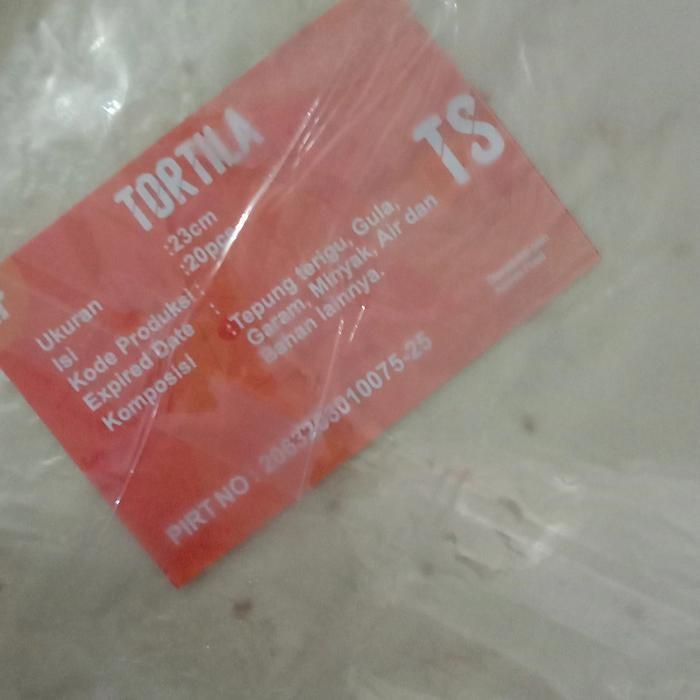 TORTILA
TS
Ukuran :23cm
Isi :20pcs
Kode Produksi :
Expired Date :
Komposisi :Tepung terigu, Gula,
Garam, Minyak, Air dan
Bahan lainnya.
PIRT NO :